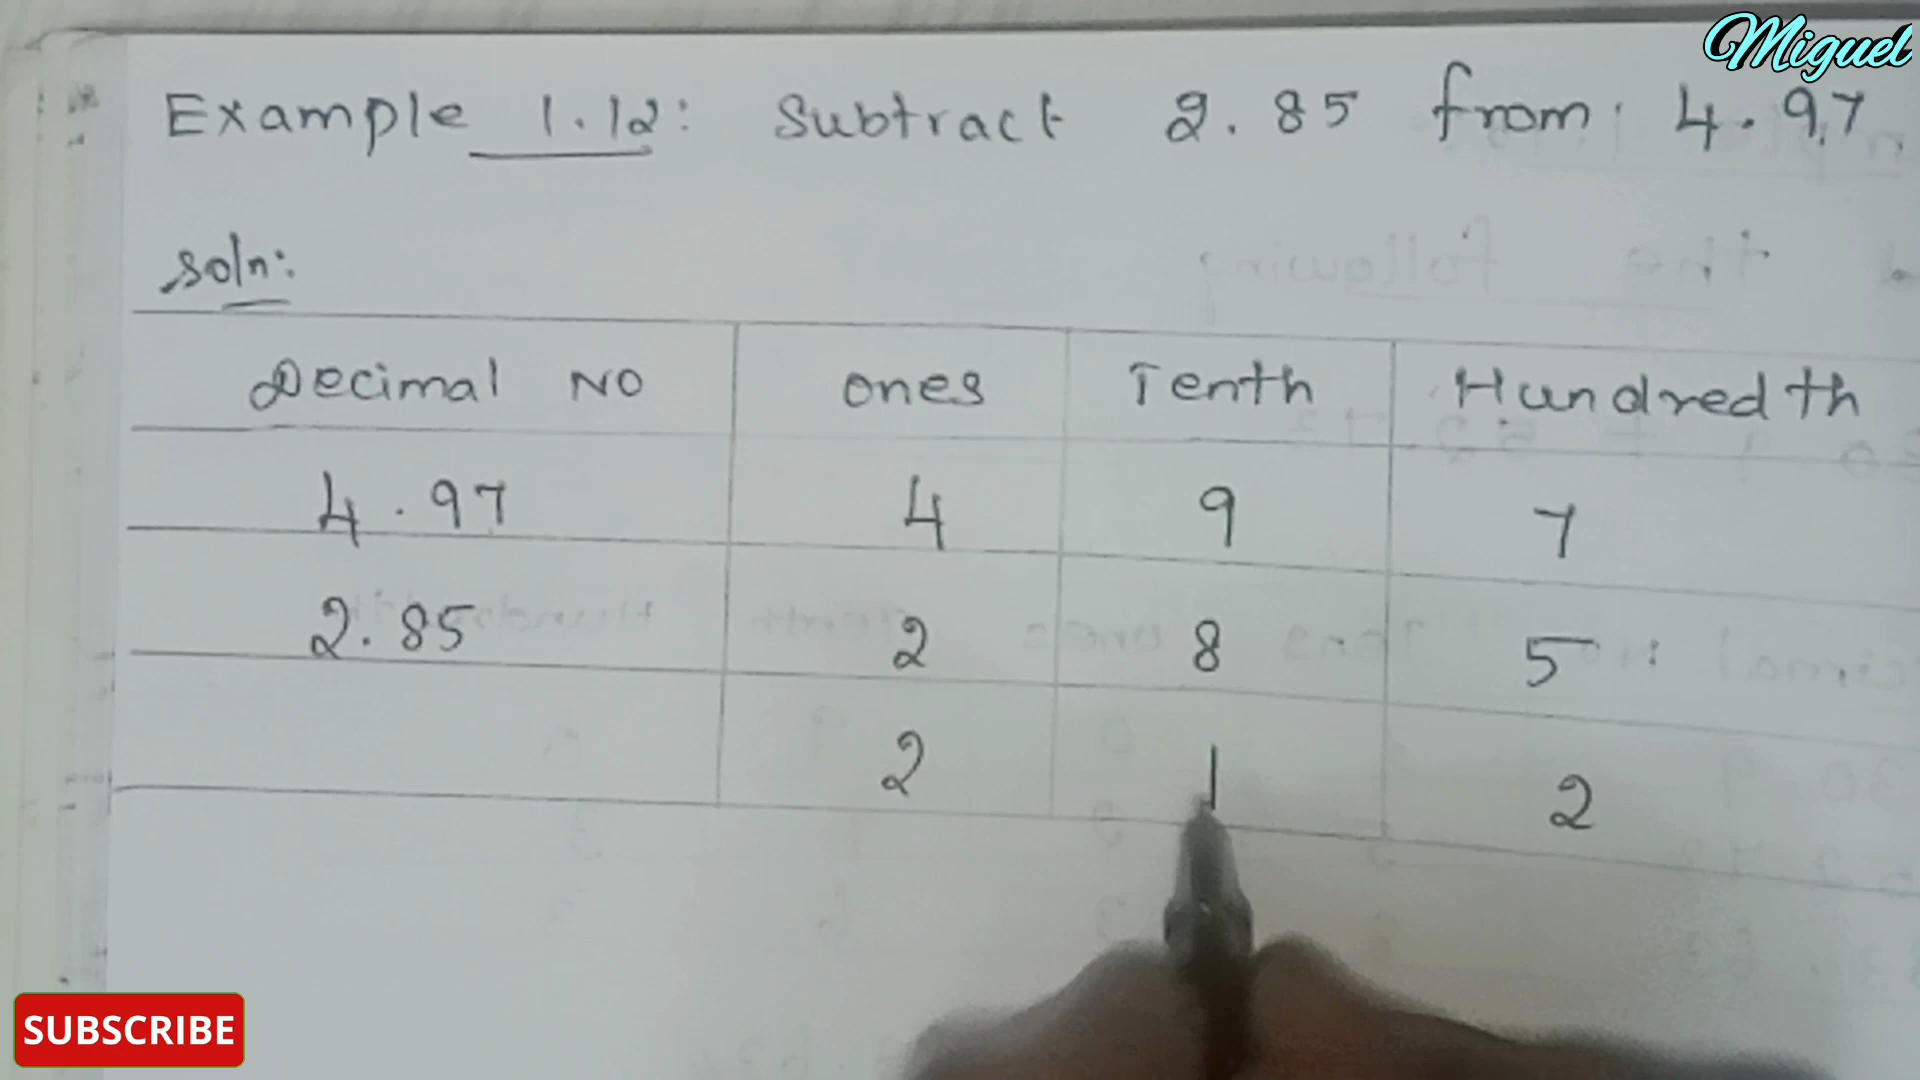 Miguel
Example 1.12: Subtract 2.85 from 4.97
Soln:
Decimal NO ones Tenth Hundredth
4.97 4 9 7
2.85 2 8 5
2 1 2
SUBSCRIBE